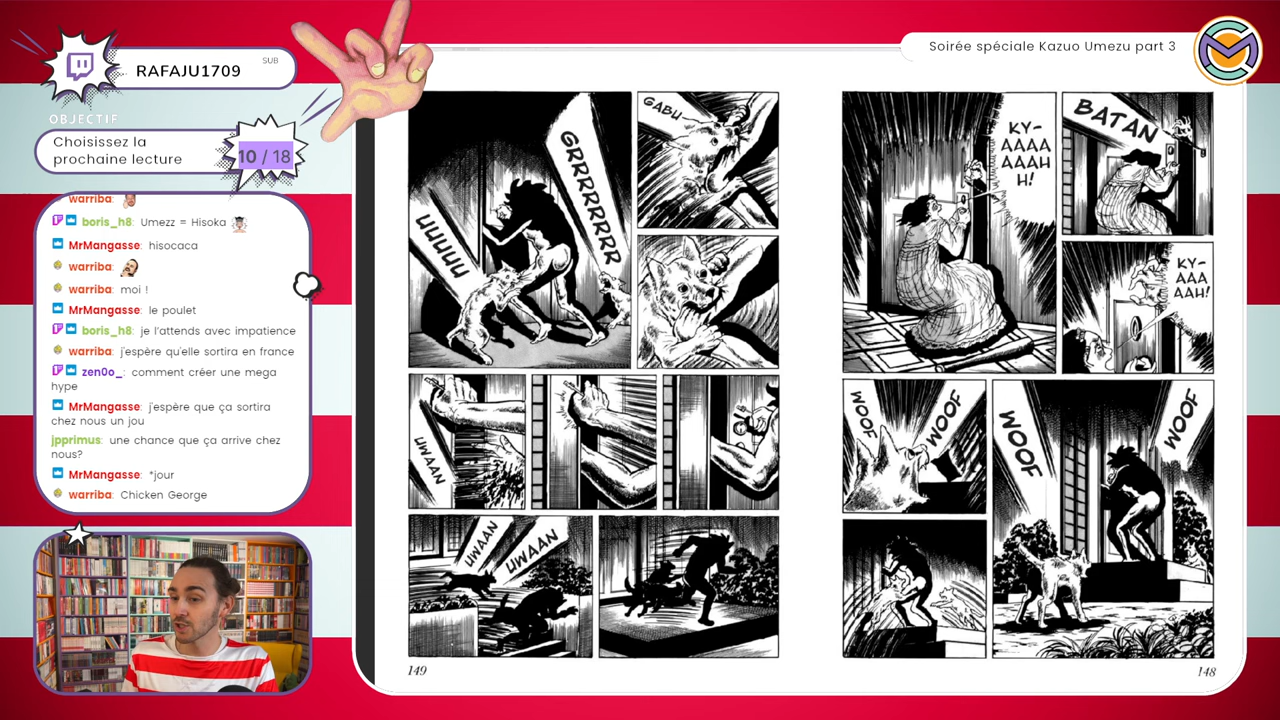 RAFAJU1709
SUB
OBJECTIF
Choisissez la
prochaine lecture
10 / 18
warriba:
boris_h8: Umezz = Hisoka
MrMangasse: hisocaca
warriba:
warriba: moi !
MrMangasse: le poulet
boris_h8: je l'attends avec impatience
warriba: j'espère qu'elle sortira en france
zen0o_: comment créer une mega
hype
MrMangasse: j'espère que ça sortira
chez nous un jou
jpprimus: une chance que ça arrive chez
nous?
MrMangasse: *jour
warriba: Chicken George
Soirée spéciale Kazuo Umezu part 3
KY-
AAAA
AAAH
H!
BATAN
KY-
AAA
AAH!
WOOF
WOOF
WOOF
WOOF
148
UUUUU
GRRRRRRRR
GABU
UWAAN
UWAAN
UWAAN
149